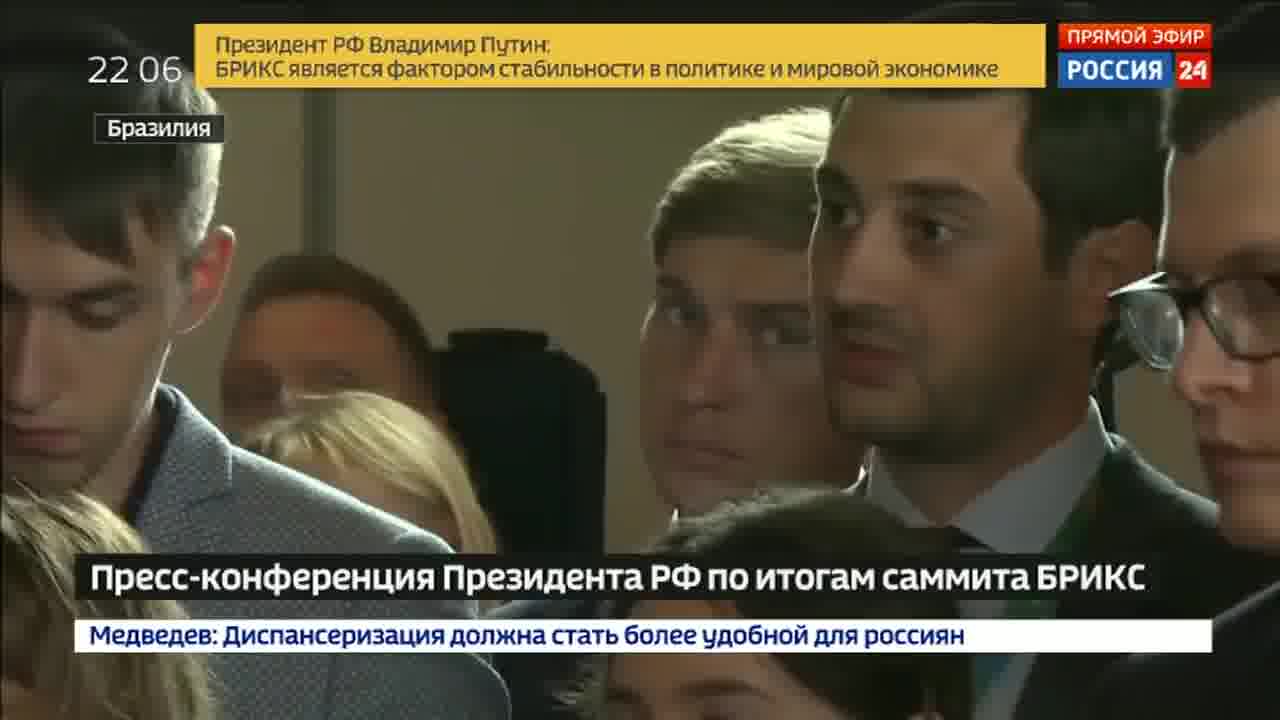 22 06
Президент РФ Владимир Путин:
БРИКС является фактором стабильности в политике и мировой экономике
ПРЯМОЙ ЭФИР
РОССИЯ 24
Бразилия
Пресс-конференция Президента РФ по итогам саммита БРИКС
Медведев: Диспансеризация должна стать более удобной для россиян